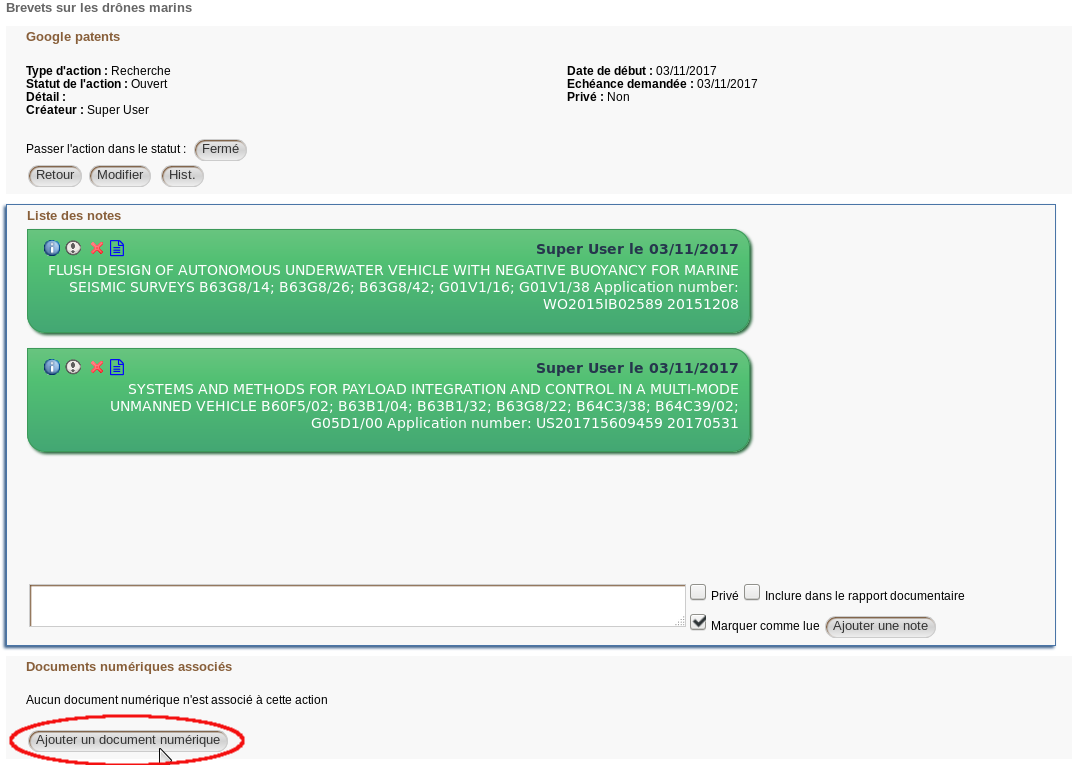 Brevets sur les drônes marins
Google patents
Type d'action : Recherche
Statut de l'action : Ouvert
Détail :
Créateur : Super User
Date de début : 03/11/2017
Echéance demandée : 03/11/2017
Privé : Non
Passer l'action dans le statut : Fermé
Retour Modifier Hist.
Liste des notes
Super User le 03/11/2017
FLUSH DESIGN OF AUTONOMOUS UNDERWATER VEHICLE WITH NEGATIVE BUOYANCY FOR MARINE
SEISMIC SURVEYS B63G8/14; B63G8/26; B63G8/42; G01V1/16; G01V1/38 Application number:
WO2015IB02589 20151208
Super User le 03/11/2017
SYSTEMS AND METHODS FOR PAYLOAD INTEGRATION AND CONTROL IN A MULTI-MODE
UNMANNED VEHICLE B60F5/02; B63B1/04; B63B1/32; B63G8/22; B64C3/38; B64C39/02;
G05D1/00 Application number: US201715609459 20170531
Privé Inclure dans le rapport documentaire
Marquer comme lue Ajouter une note
Documents numériques associés
Aucun document numérique n'est associé à cette action
Ajouter un document numérique